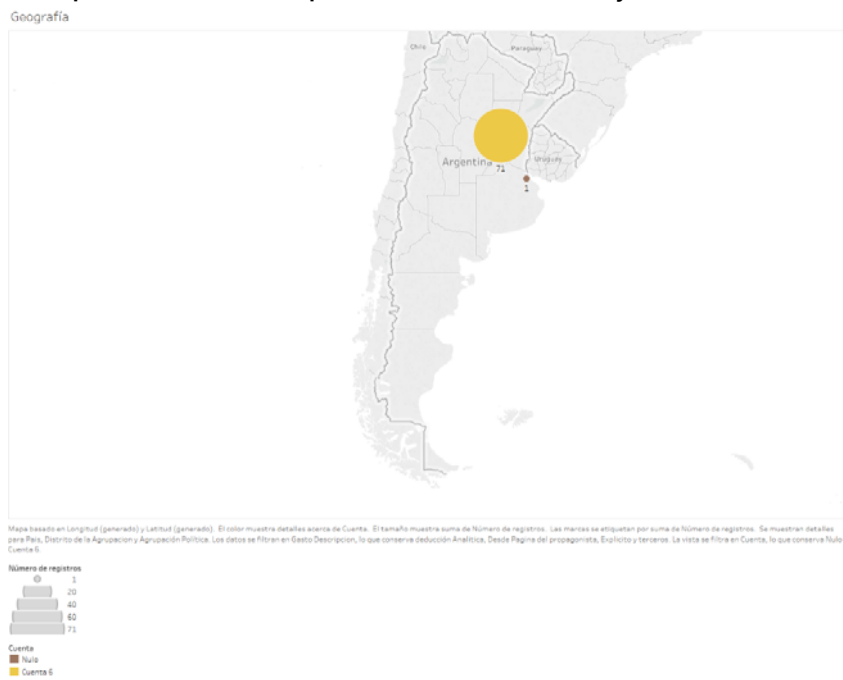 Geografía
Chile
Paraguay
Argentina
71
Uruguay
1
Mapa basado en Longitud (generado) y Latitud (generado). El color muestra detalles acerca de Cuenta. El tamaño muestra suma de Número de registros. Las marcas se etiquetan por suma de Número de registros. Se muestran detalles
para País, Distrito de la Agrupacion y Agrupación Política. Los datos se filtran en Gasto Descripcion, lo que conserva deducción Analítica, Desde Pagina del propagonista, Explicito y terceros. La vista se filtra en Cuenta, lo que conserva Nulo
Cuenta 6.
Número de registros
1
20
40
60
71
Cuenta
Nulo
Cuenta 6